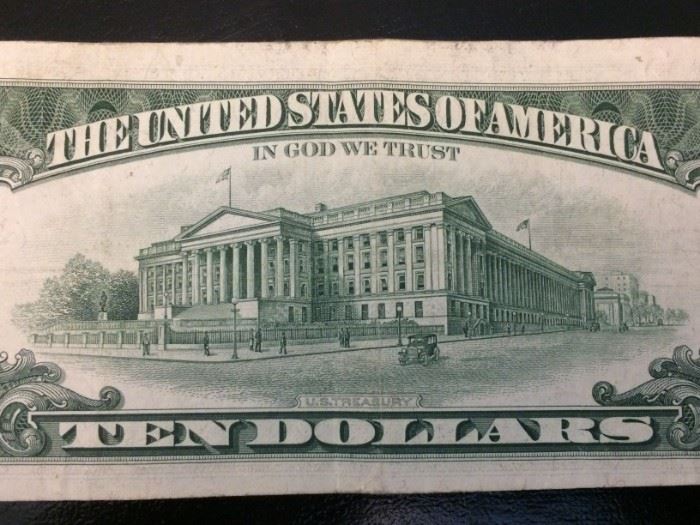 THE UNITED STATES OF AMERICA
IN GOD WE TRUST
U.S. TREASURY
TEN DOLLARS